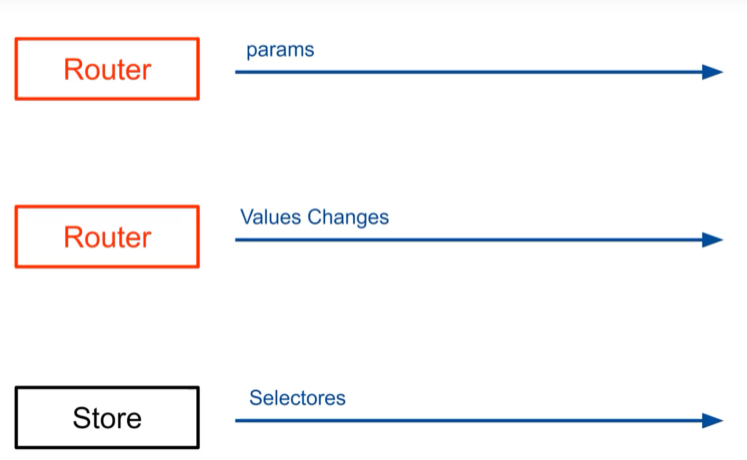 params
Router
Values Changes
Router
Selectores
Store